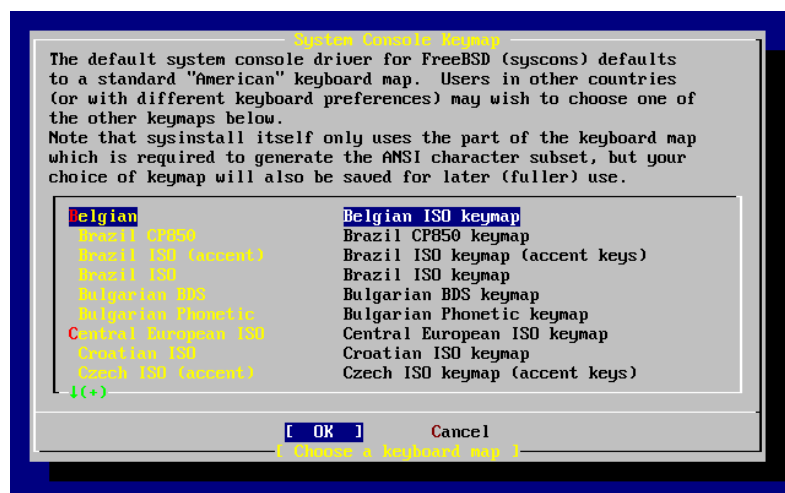 System Console Keymap
The default system console driver for FreeBSD (syscons) defaults
to a standard "American" keyboard map.  Users in other countries
(or with different keyboard preferences) may wish to choose one of
the other keymaps below.
Note that sysinstall itself only uses the part of the keyboard map
which is required to generate the ANSI character subset, but your
choice of keymap will also be saved for later (fuller) use.
Belgian Belgian ISO keymap
Brazil CP850 Brazil CP850 keymap
Brazil ISO (accent) Brazil ISO keymap (accent keys)
Brazil ISO Brazil ISO keymap
Bulgarian BDS Bulgarian BDS keymap
Bulgarian Phonetic Bulgarian Phonetic keymap
Central European ISO Central European ISO keymap
Croatian ISO Croatian ISO keymap
Czech ISO (accent) Czech ISO keymap (accent keys)
↓(+)
[ OK ] Cancel
[ Choose a keyboard map ]